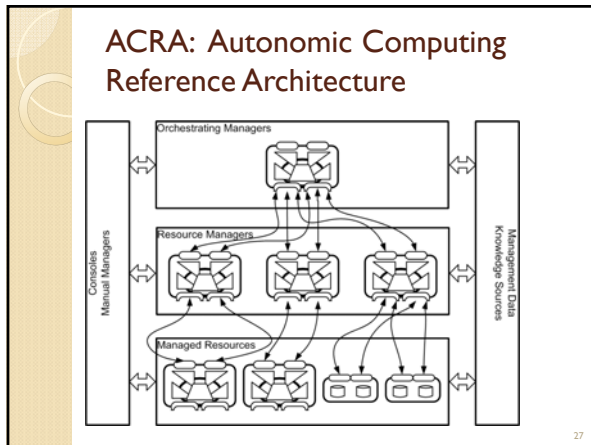 ACRA: Autonomic Computing
Reference Architecture
Orchestrating Managers
Resource Managers
Managed Resources
Consoles
Manual Managers
Management Data
Knowledge Sources
27